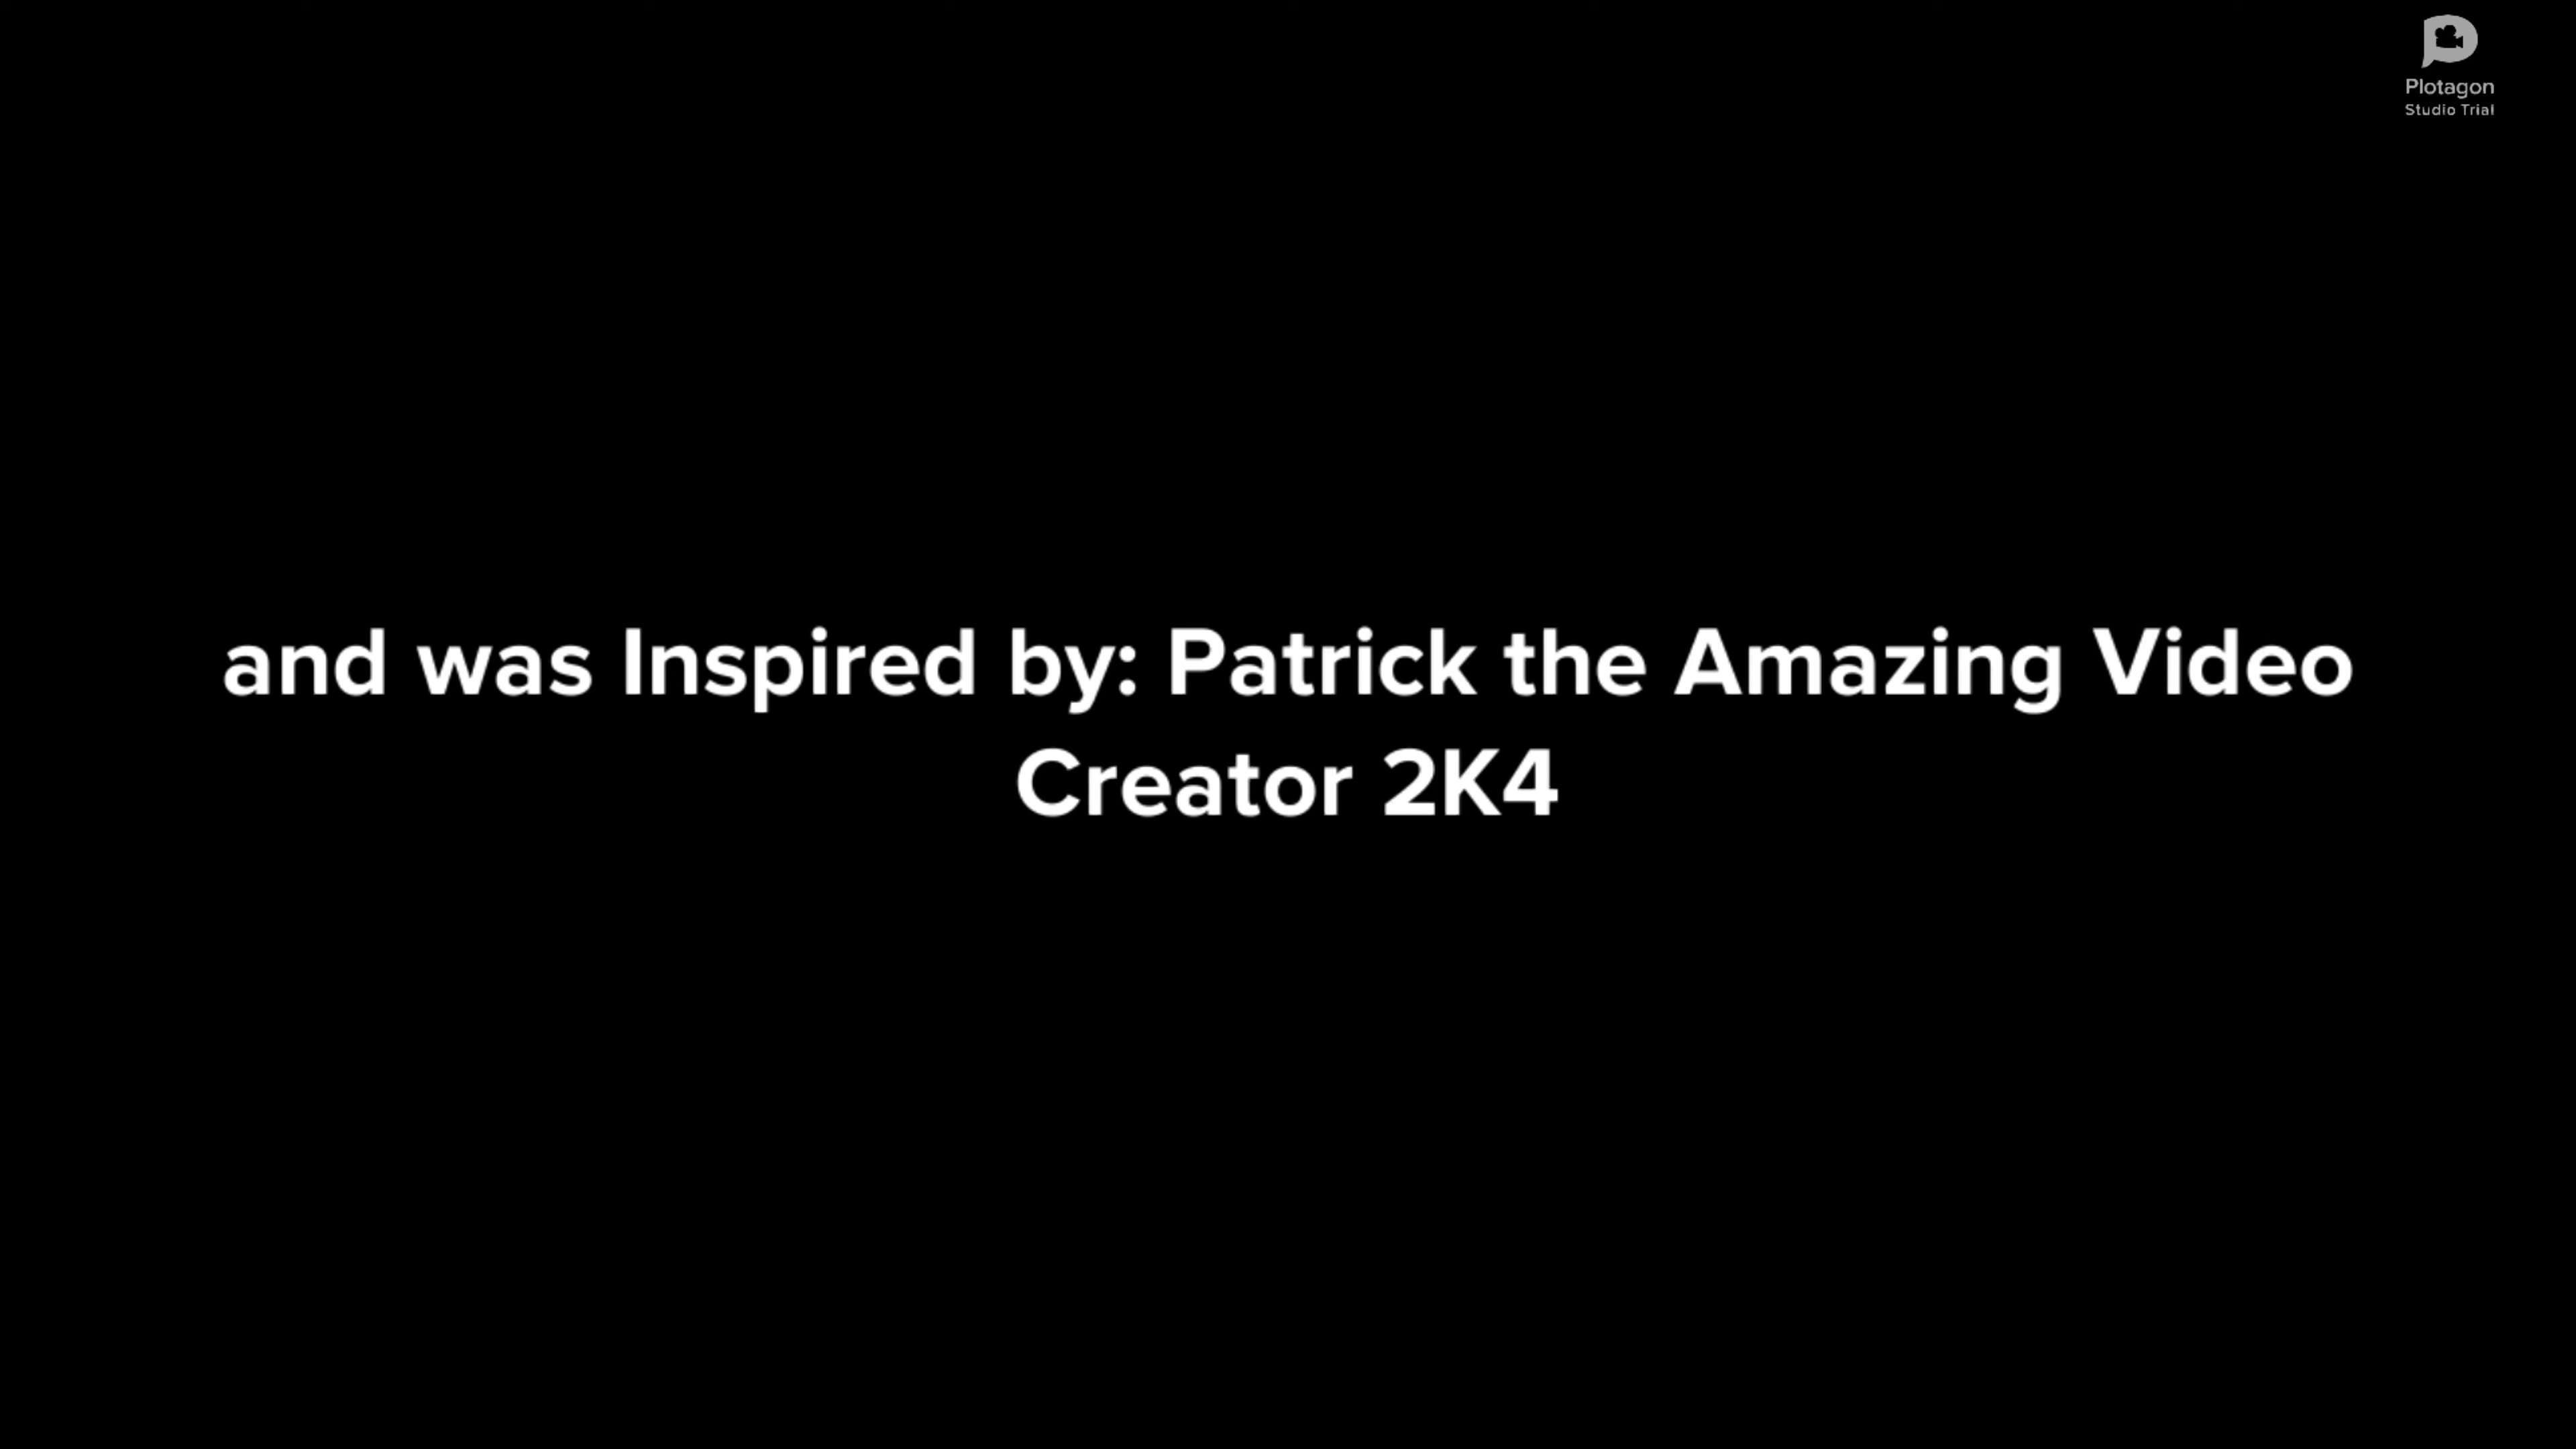 Plotagon
Studio Trial
and was Inspired by: Patrick the Amazing Video
Creator 2K4